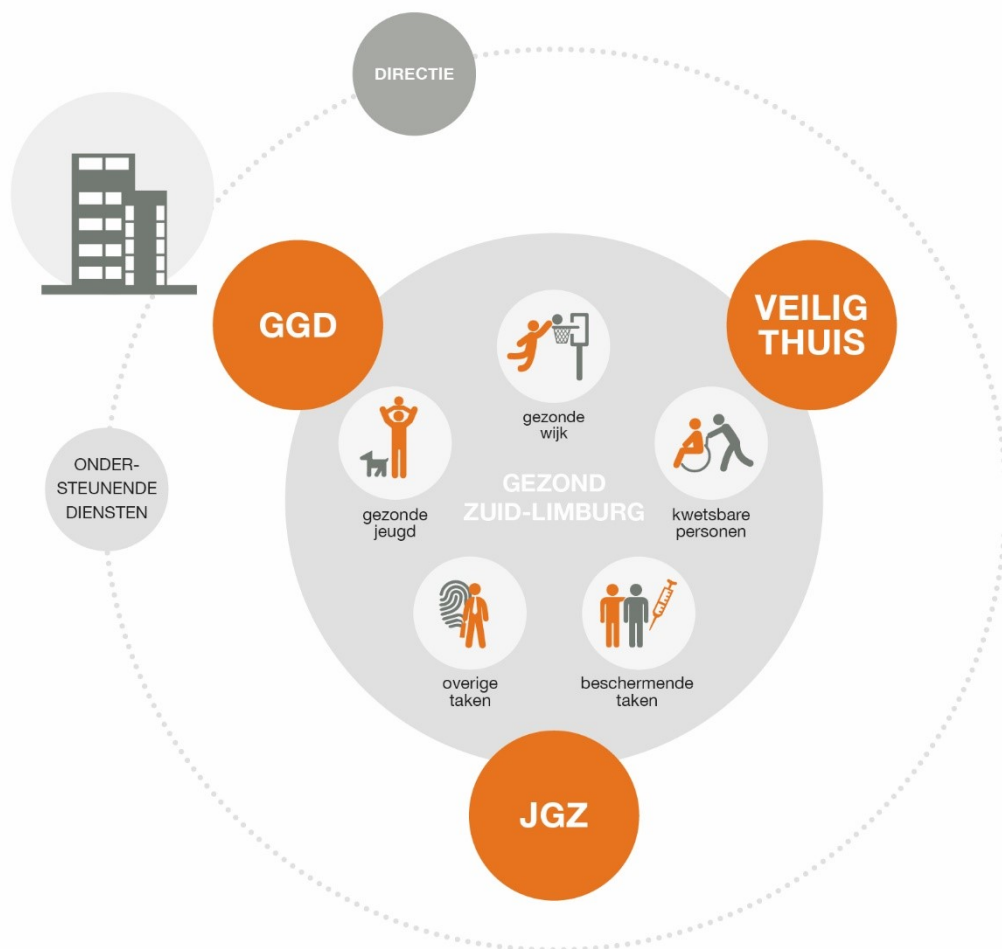 DIRECTIE
GGD
VEILIG
THUIS
gezonde
wijk
ONDER-
STEUNENDE
DIENSTEN
gezonde
jeugd
GEZOND
ZUID-LIMBURG
kwetsbare
personen
overige
taken
beschermende
taken
JGZ